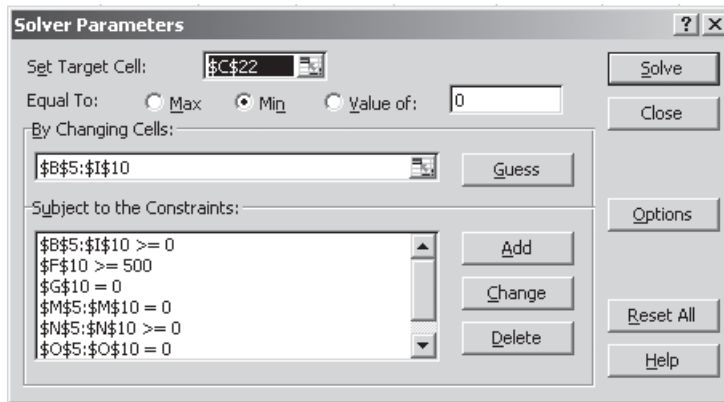 Solver Parameters
Set Target Cell: $C$22 Solve
Equal To: Max Min Value of: 0 Close
By Changing Cells:
$B$5:$I$10 Guess
Subject to the Constraints: Options
$B$5:$I$10 >= 0 Add
$F$10 >= 500
$G$10 = 0 Change
$M$5:$M$10 = 0 Reset All
$N$5:$N$10 >= 0 Delete
$O$5:$O$10 = 0 Help